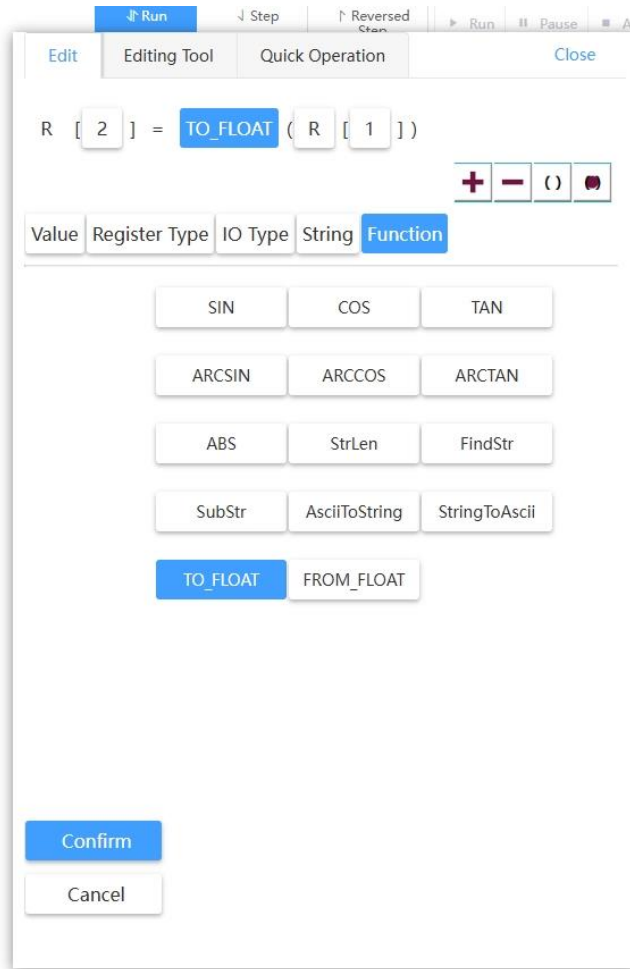 Run Step Reversed Step Run Pause
Edit Editing Tool Quick Operation Close
R [ 2 ] = TO_FLOAT ( R [ 1 ] )
+ - ( )
Value Register Type IO Type String Function
SIN COS TAN
ARCSIN ARCCOS ARCTAN
ABS StrLen FindStr
SubStr AsciiToString StringToAscii
TO_FLOAT FROM_FLOAT
Confirm
Cancel